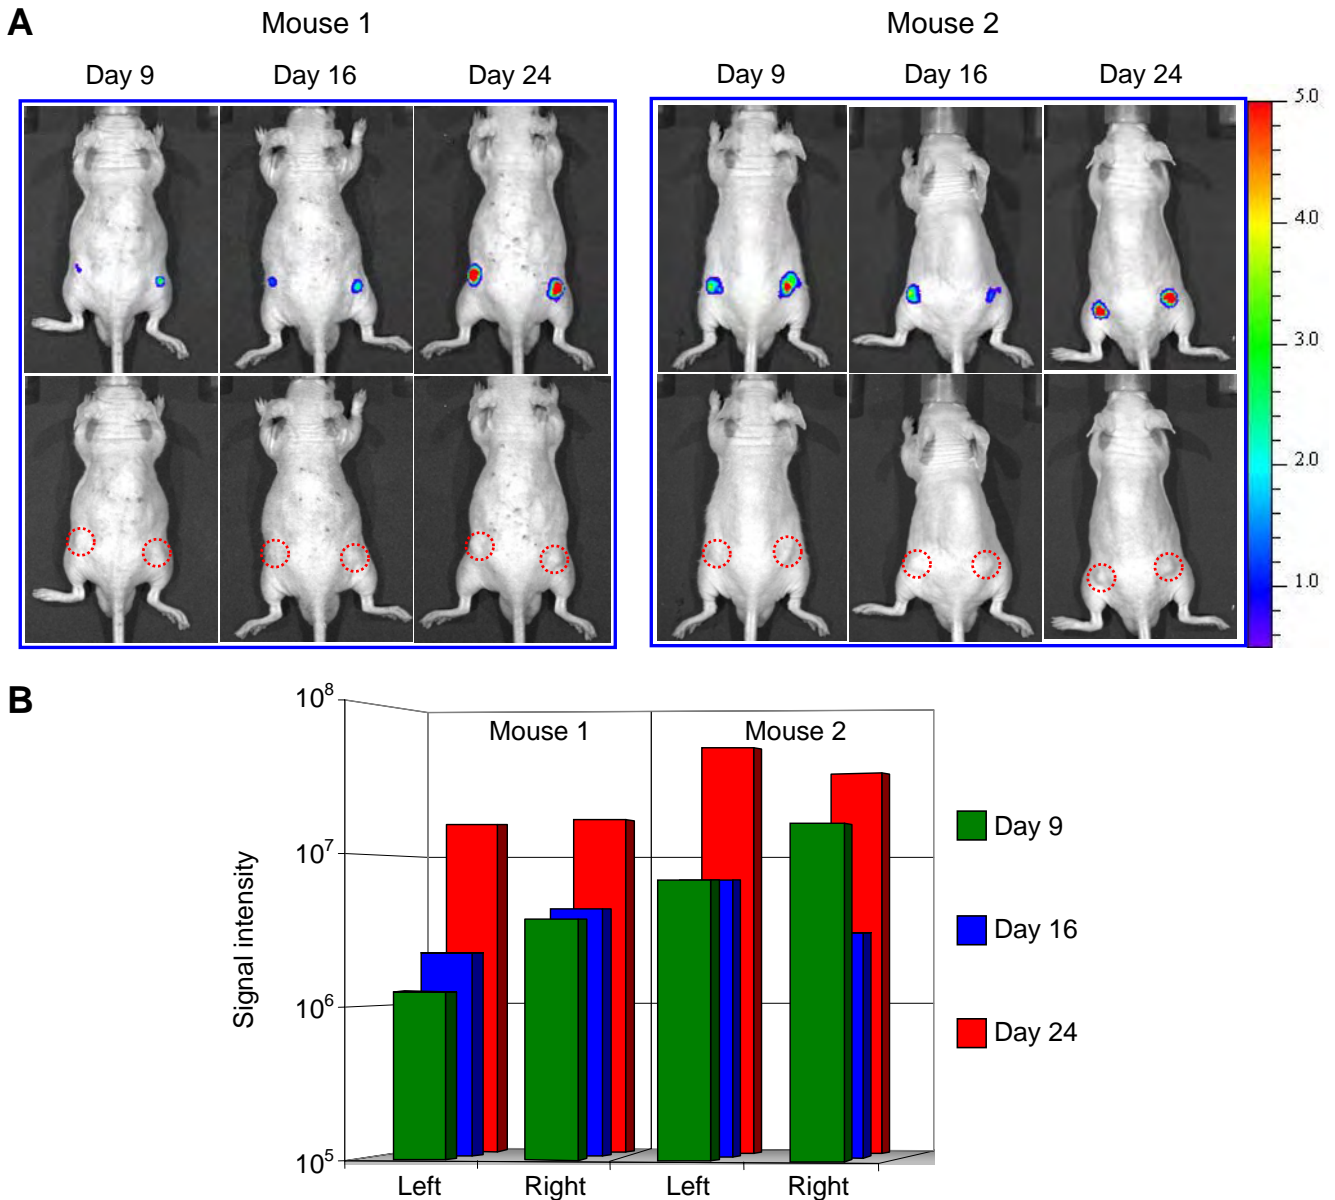 A
Mouse 1
Mouse 2
Day 9
Day 16
Day 24
Day 9
Day 16
Day 24
5.0
4.0
3.0
2.0
1.0
B
10⁸
10⁷
10⁶
10⁵
Signal intensity
Mouse 1
Mouse 2
Day 9
Day 16
Day 24
Left
Right
Left
Right